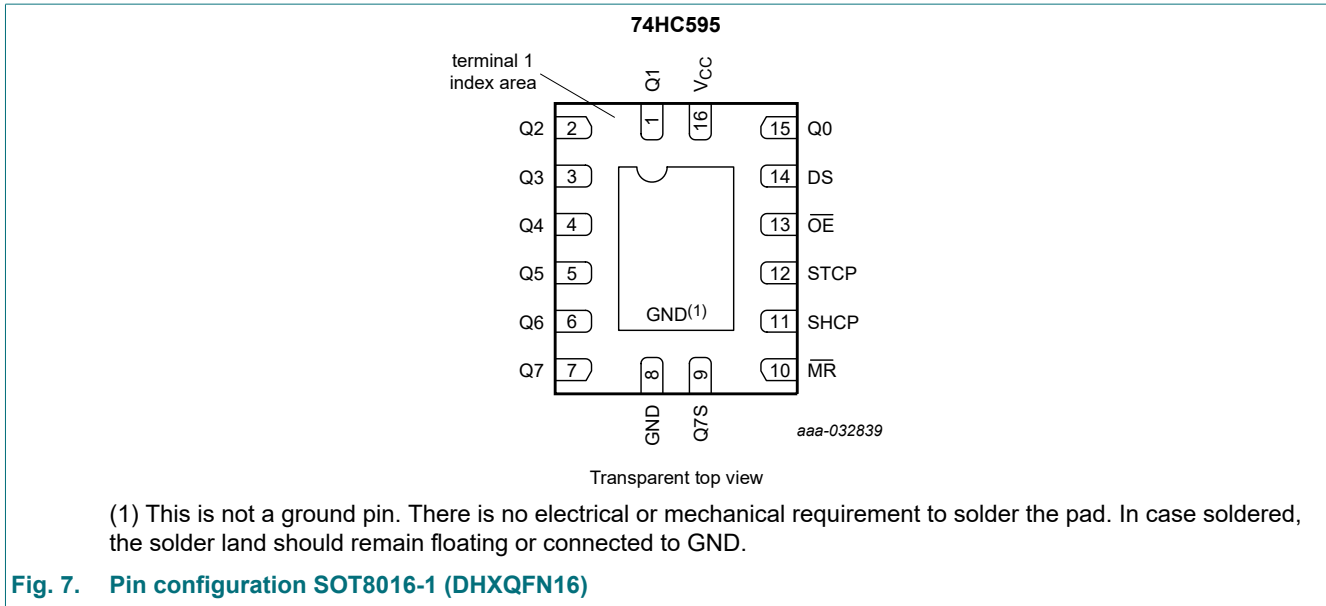 74HC595
terminal 1
index area
Q1
VCC
1
16
Q2
2
15
Q0
Q3
3
14
DS
Q4
4
13
O̅E̅
Q5
5
12
STCP
Q6
6
GND(1)
11
SHCP
Q7
7
8
9
10
M̅R̅
GND
Q7S
aaa-032839
Transparent top view
(1) This is not a ground pin. There is no electrical or mechanical requirement to solder the pad. In case soldered,
the solder land should remain floating or connected to GND.
Fig. 7. Pin configuration SOT8016-1 (DHXQFN16)